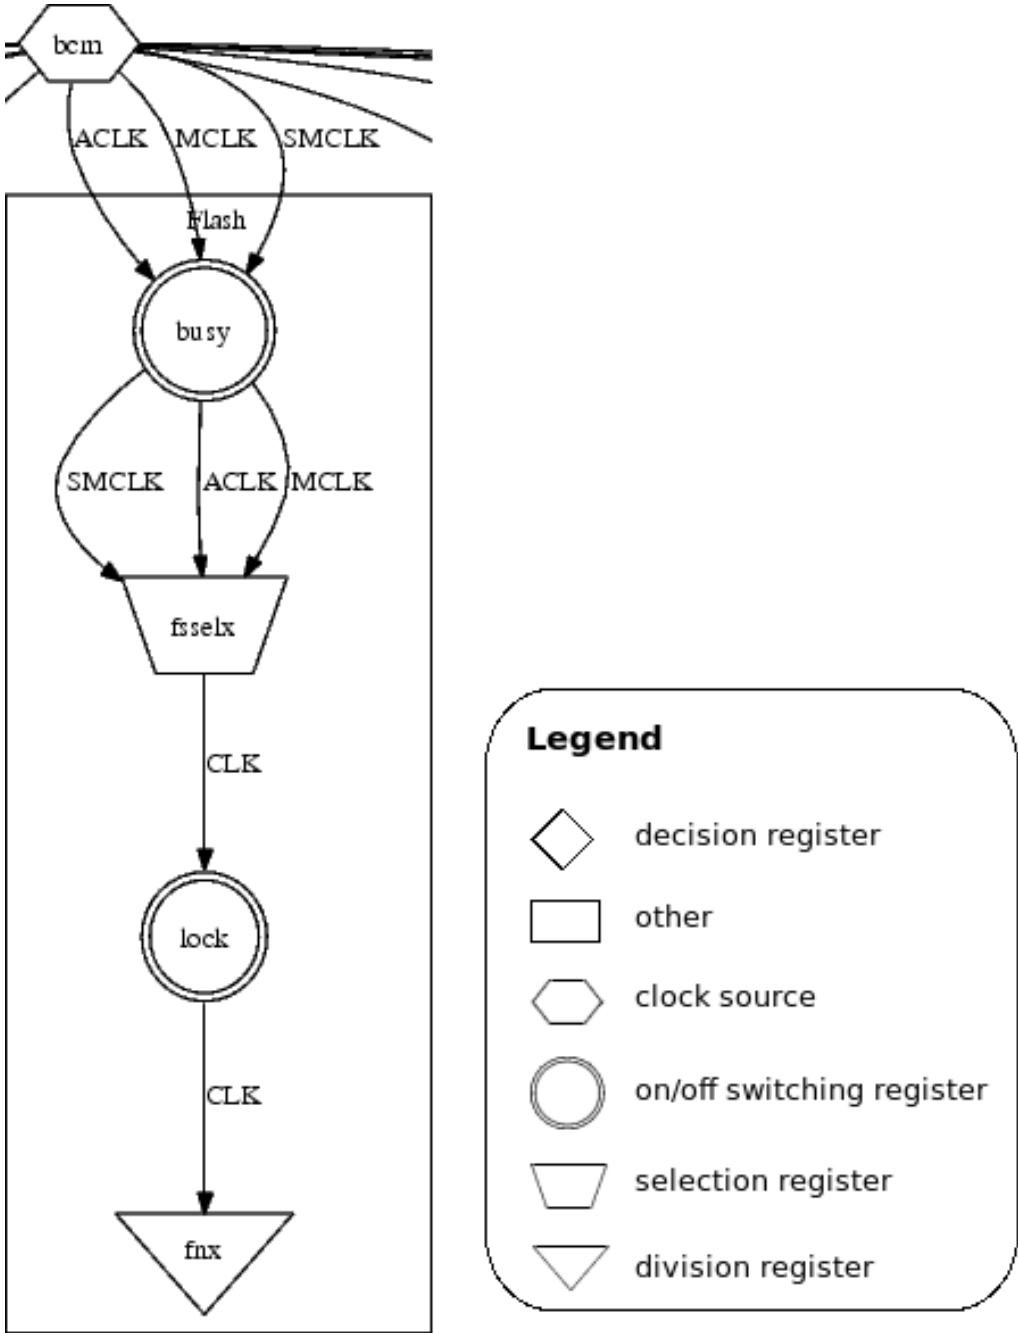 bcm
ACLK MCLK SMCLK
Flash
busy
SMCLK ACLK MCLK
fsselx
CLK
lock
CLK
fnx
Legend
decision register
other
clock source
on/off switching register
selection register
division register